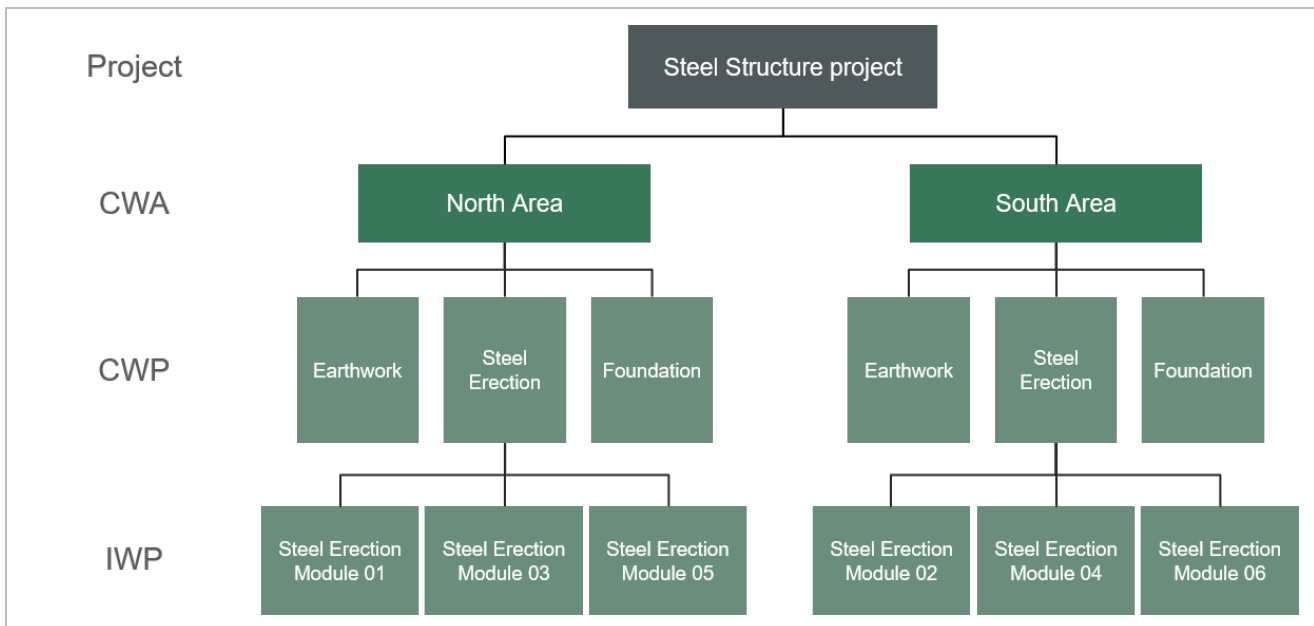 Project
Steel Structure project
CWA
North Area
South Area
CWP
Earthwork
Steel
Erection
Foundation
Earthwork
Steel
Erection
Foundation
IWP
Steel Erection
Module 01
Steel Erection
Module 03
Steel Erection
Module 05
Steel Erection
Module 02
Steel Erection
Module 04
Steel Erection
Module 06